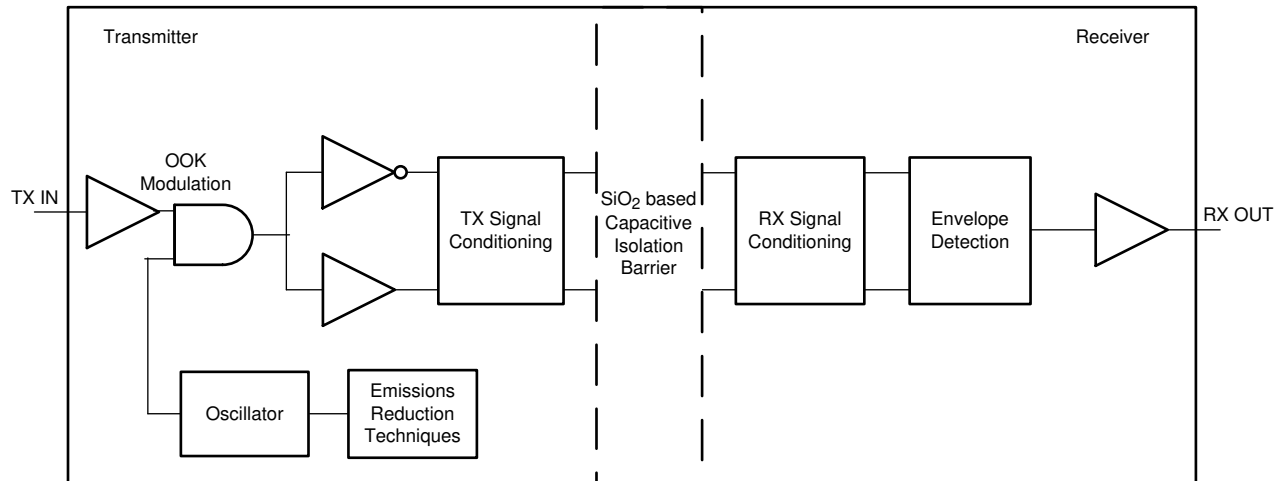 Transmitter
Receiver
OOK
Modulation
TX IN
TX Signal
Conditioning
SiO₂ based
Capacitive
Isolation
Barrier
RX Signal
Conditioning
Envelope
Detection
RX OUT
Oscillator
Emissions
Reduction
Techniques